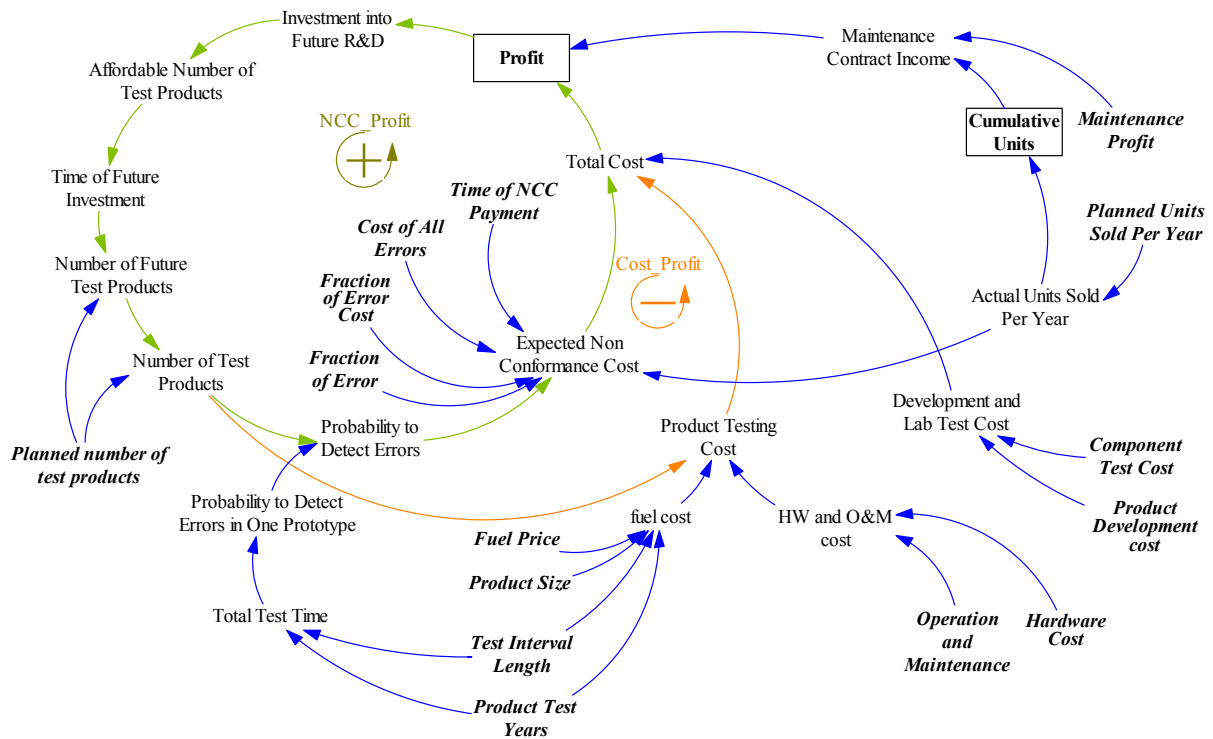 Investment into
Future R&D
Profit
Maintenance
Contract Income
Affordable Number of
Test Products
NCC_Profit
Cumulative
Units
Maintenance
Profit
Total Cost
Time of Future
Investment
Time of NCC
Payment
Planned Units
Sold Per Year
Cost of All
Errors
Number of Future
Test Products
Cost_Profit
Fraction
of Error
Cost
Actual Units Sold
Per Year
Expected Non
Conformance Cost
Number of Test
Products
Fraction
of Error
Development and
Lab Test Cost
Probability to
Detect Errors
Product Testing
Cost
Planned number of
test products
Component
Test Cost
Probability to Detect
Errors in One Prototype
fuel cost
HW and O&M
cost
Product
Development
cost
Fuel Price
Product Size
Total Test Time
Test Interval
Length
Operation
and
Maintenance
Hardware
Cost
Product Test
Years